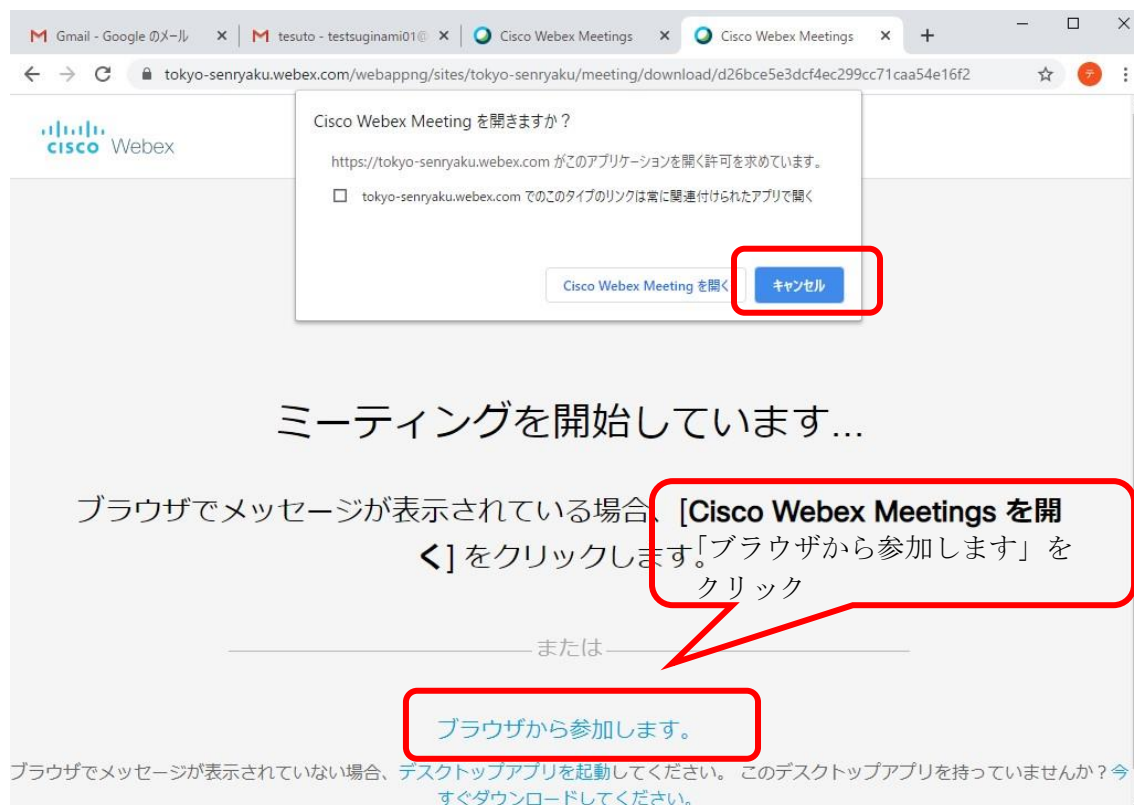 Gmail - Google のメール
tesuto - testsuginami01@
Cisco Webex Meetings
Cisco Webex Meetings
tokyo-senryaku.webex.com/webappng/sites/tokyo-senryaku/meeting/download/d26bce5e3dcf4ec299cc71caa54e16f2
テ
CISCO Webex
Cisco Webex Meeting を開きますか？
https://tokyo-senryaku.webex.com がこのアプリケーションを開く許可を求めています。
tokyo-senryaku.webex.com でのこのタイプのリンクは常に関連付けられたアプリで開く
Cisco Webex Meeting を開く
キャンセル
ミーティングを開始しています...
ブラウザでメッセージが表示されている場合、[Cisco Webex Meetings を開
く] をクリックします。
「ブラウザから参加します」を
クリック
または
ブラウザから参加します。
ブラウザでメッセージが表示されていない場合、デスクトップアプリを起動してください。 このデスクトップアプリを持っていませんか？今
すぐダウンロードしてください。